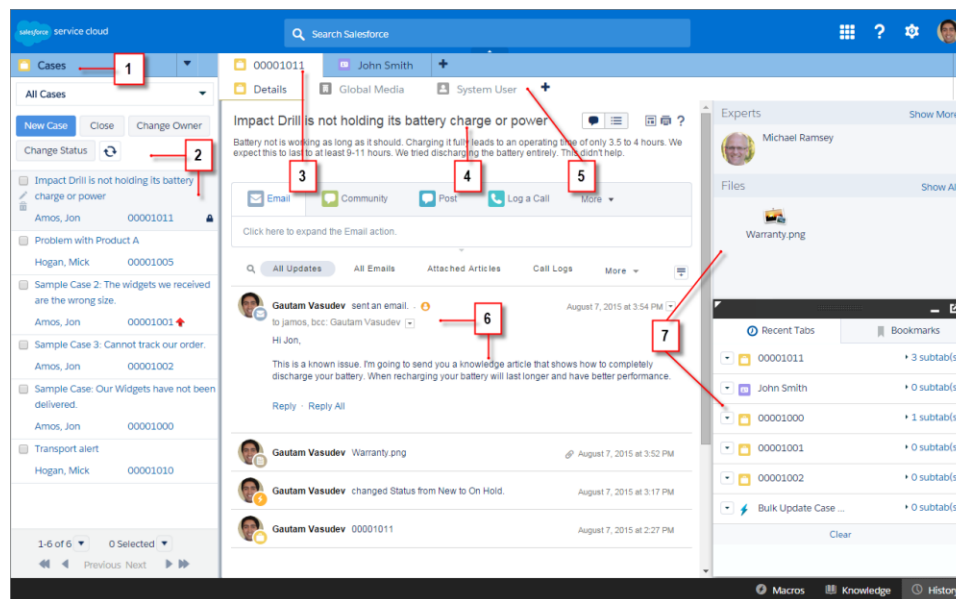 salesforce service cloud
Search Salesforce
Cases
1
All Cases
New Case Close Change Owner
Change Status
2
Impact Drill is not holding its battery
charge or power
Amos, Jon 00001011
Problem with Product A
Hogan, Mick 00001005
Sample Case 2: The widgets we received
are the wrong size.
Amos, Jon 00001001
Sample Case 3: Cannot track our order.
Amos, Jon 00001002
Sample Case: Our Widgets have not been
delivered.
Amos, Jon 00001000
Transport alert
Hogan, Mick 00001010
1-6 of 6 0 Selected
Previous Next
00001011 John Smith +
Details Global Media System User +
Impact Drill is not holding its battery charge or power
?
Battery not is working as long as it should. Charging it fully leads to an operating time of only 3.5 to 4 hours. We
expect this to last to at least 9-11 hours. We tried discharging the battery entirely. This didn't help.
3
4
5
Email Community Post Log a Call More
Click here to expand the Email action.
All Updates All Emails Attached Articles Call Logs More
Gautam Vasudev sent an email. August 7, 2015 at 3:54 PM
to jamos, bcc: Gautam Vasudev
6
Hi Jon,
This is a known issue. I'm going to send you a knowledge article that shows how to completely
discharge your battery. When recharging your battery will last longer and have better performance.
Reply · Reply All
Gautam Vasudev Warranty.png August 7, 2015 at 3:52 PM
Gautam Vasudev changed Status from New to On Hold. August 7, 2015 at 3:17 PM
Gautam Vasudev 00001011 August 7, 2015 at 2:27 PM
?
Experts Show More
Michael Ramsey
Files Show Al
Warranty.png
7
Recent Tabs Bookmarks
00001011 3 subtab(s
John Smith 0 subtab(s
00001000 1 subtab(s
00001001 0 subtab(s
00001002 0 subtab(s
Bulk Update Case ... 0 subtab(s
Clear
Macros Knowledge History